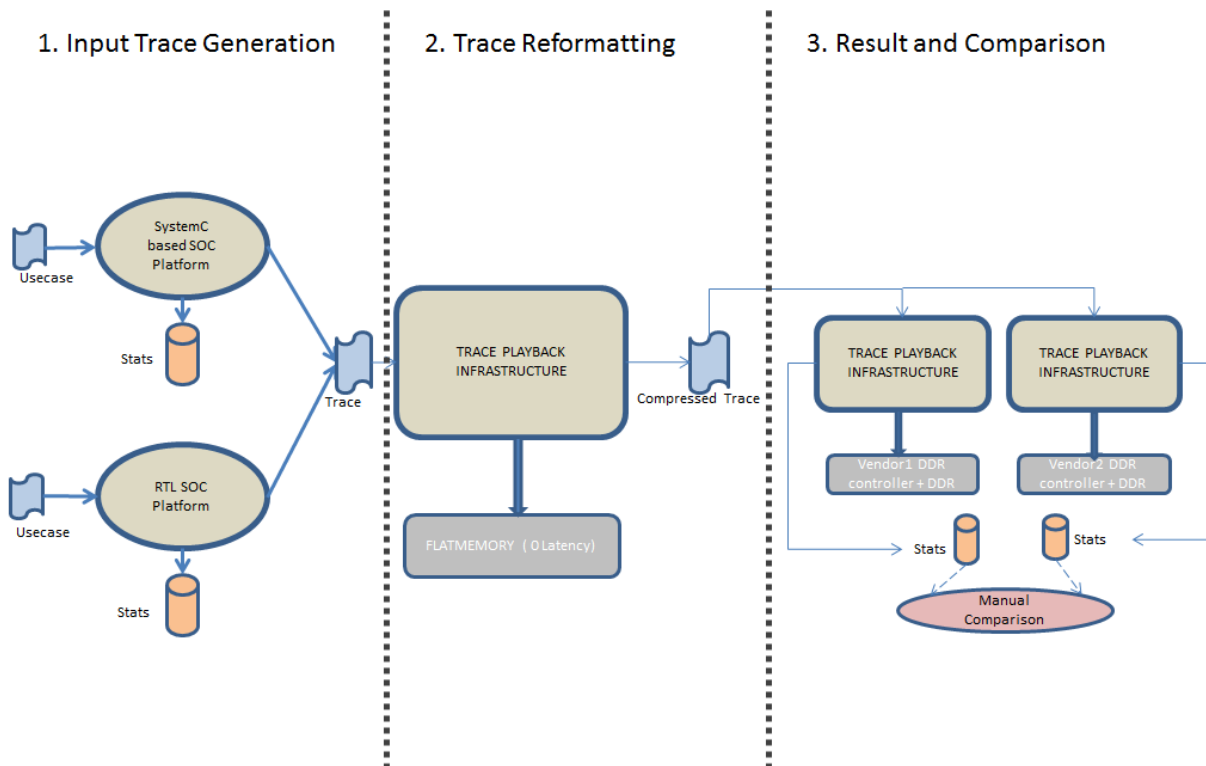 1. Input Trace Generation
2. Trace Reformatting
3. Result and Comparison
SystemC
based SOC
Platform
Usecase
Stats
Trace
RTL SOC
Platform
Usecase
Stats
TRACE PLAYBACK
INFRASTRUCTURE
Compressed Trace
FLATMEMORY ( 0 Latency)
TRACE PLAYBACK
INFRASTRUCTURE
TRACE PLAYBACK
INFRASTRUCTURE
Vendor1 DDR
controller + DDR
Vendor2 DDR
controller + DDR
Stats
Stats
Manual
Comparison